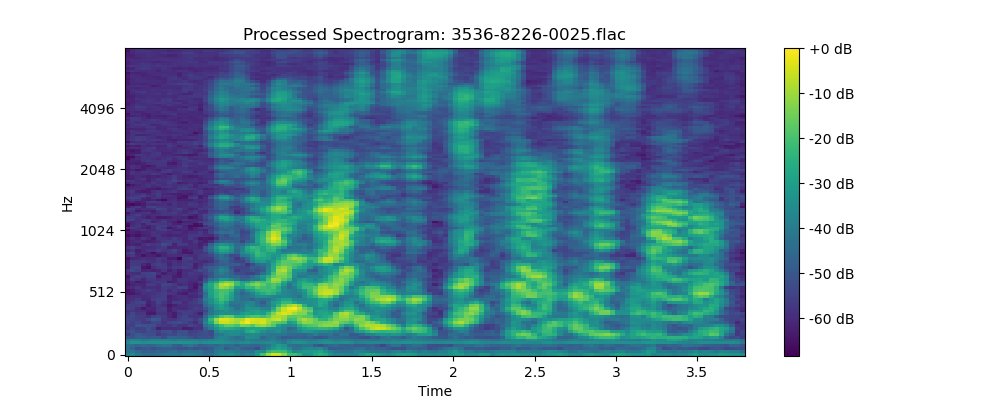 Processed Spectrogram: 3536-8226-0025.flac
Hz
4096
2048
1024
512
0
0
0.5
1
1.5
2
2.5
3
3.5
Time
+0 dB
-10 dB
-20 dB
-30 dB
-40 dB
-50 dB
-60 dB